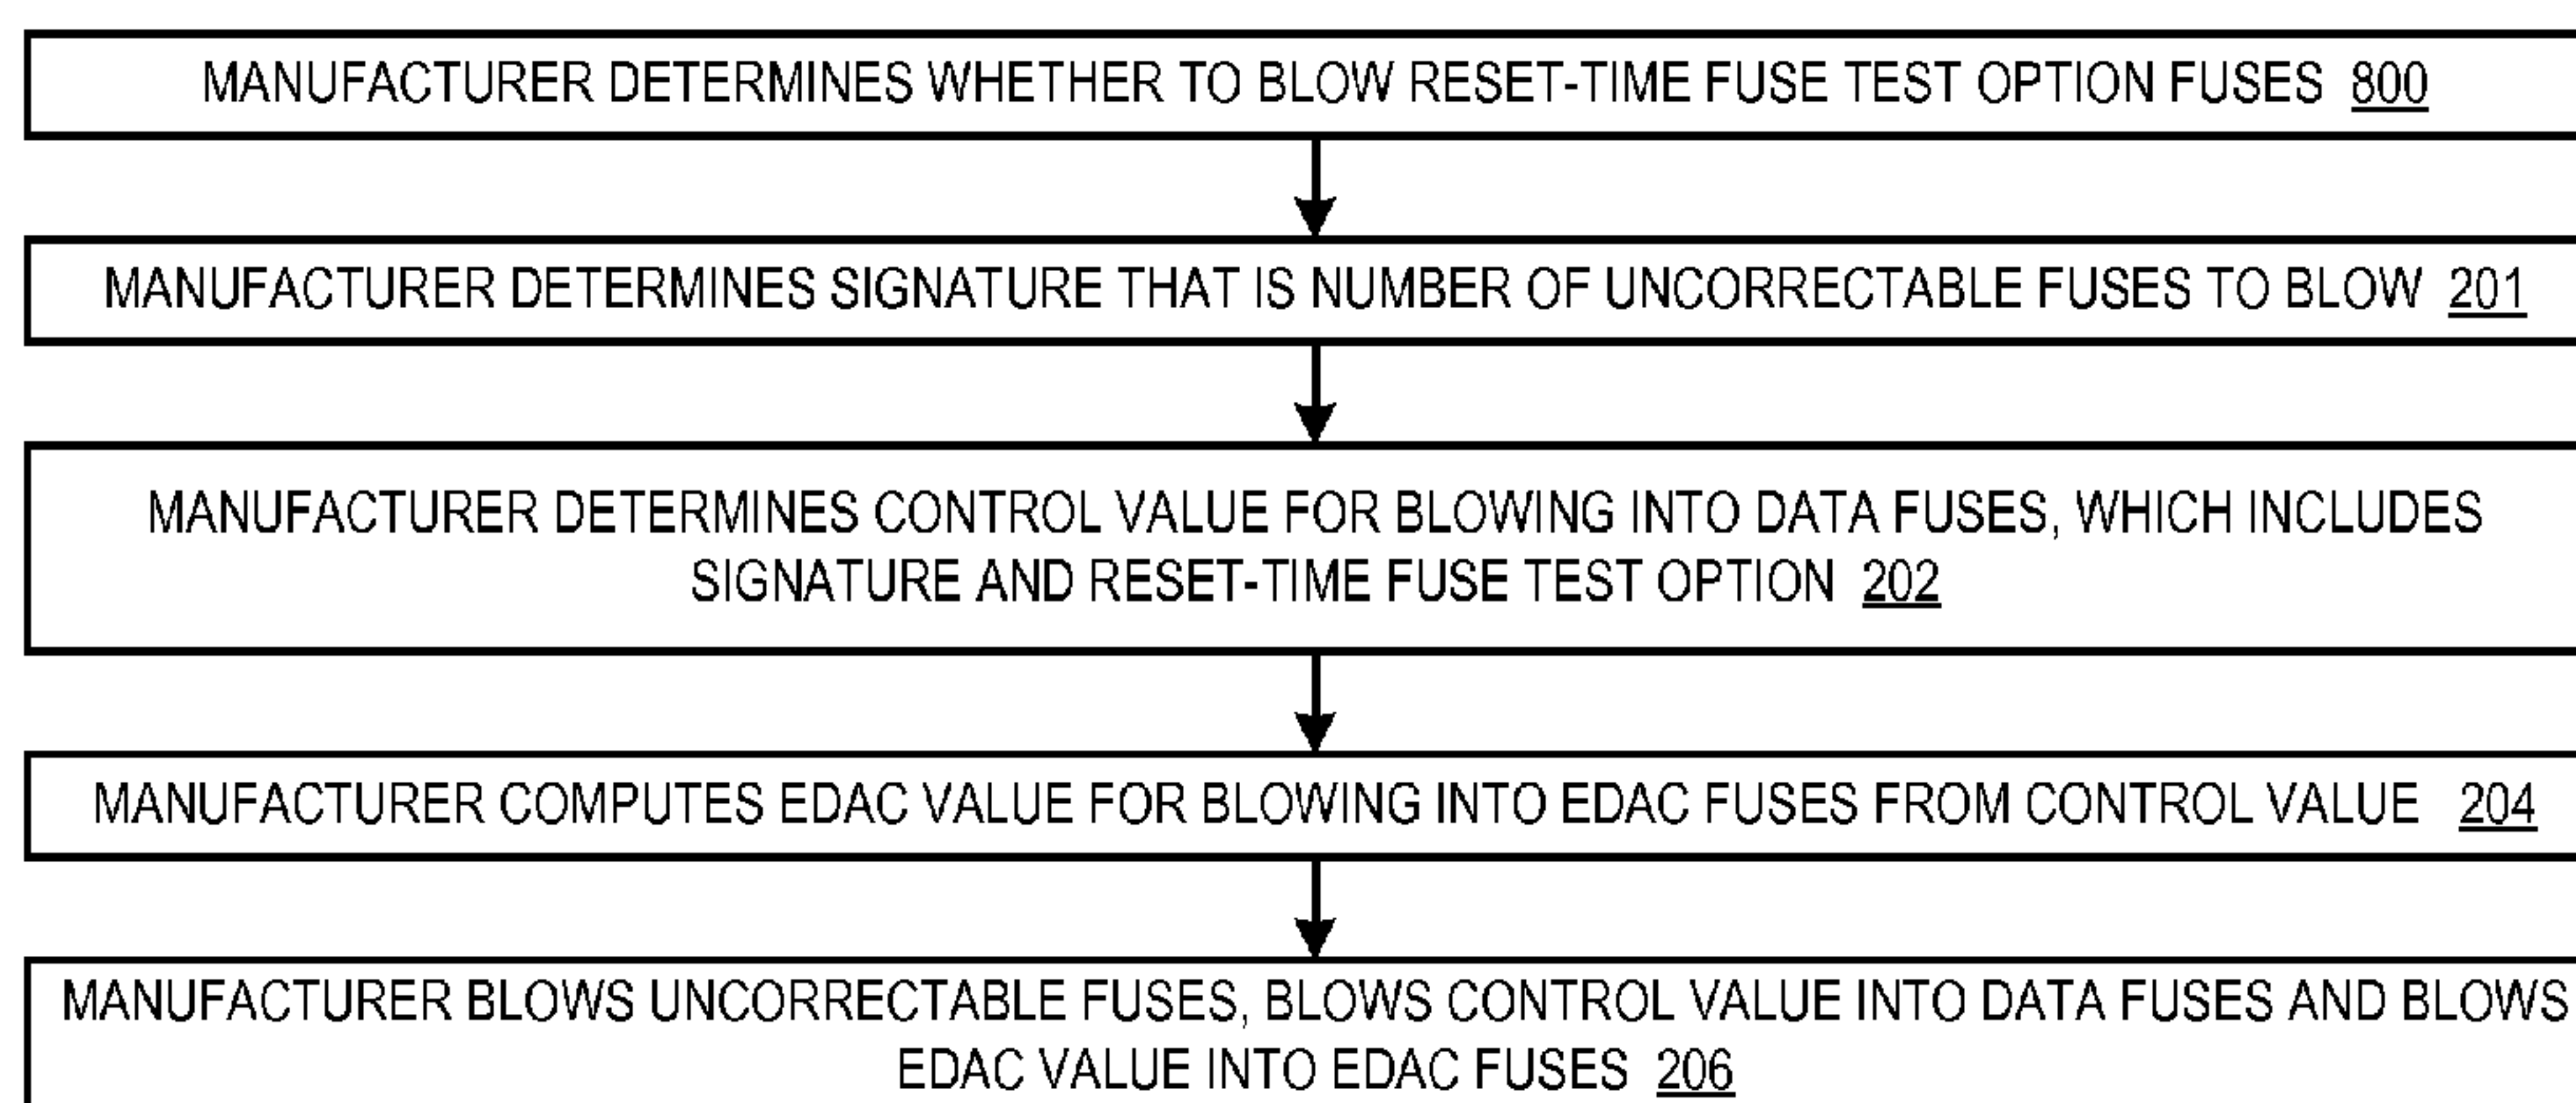 MANUFACTURER DETERMINES WHETHER TO BLOW RESET-TIME FUSE TEST OPTION FUSES 800
MANUFACTURER DETERMINES SIGNATURE THAT IS NUMBER OF UNCORRECTABLE FUSES TO BLOW 201
MANUFACTURER DETERMINES CONTROL VALUE FOR BLOWING INTO DATA FUSES, WHICH INCLUDES
SIGNATURE AND RESET-TIME FUSE TEST OPTION 202
MANUFACTURER COMPUTES EDAC VALUE FOR BLOWING INTO EDAC FUSES FROM CONTROL VALUE 204
MANUFACTURER BLOWS UNCORRECTABLE FUSES, BLOWS CONTROL VALUE INTO DATA FUSES AND BLOWS
EDAC VALUE INTO EDAC FUSES 206